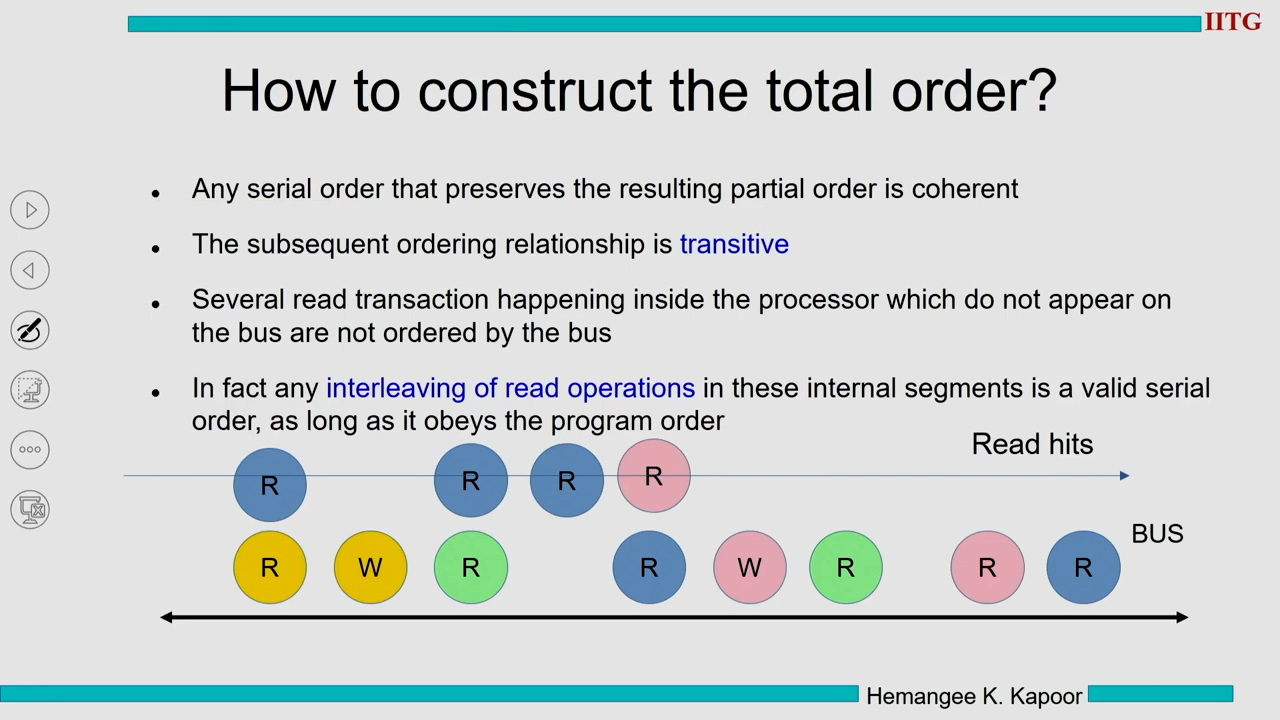 IITG
How to construct the total order?
• Any serial order that preserves the resulting partial order is coherent
• The subsequent ordering relationship is transitive
• Several read transaction happening inside the processor which do not appear on
the bus are not ordered by the bus
• In fact any interleaving of read operations in these internal segments is a valid serial
order, as long as it obeys the program order
Read hits
R R R R
BUS
R W R R W R R R
Hemangee K. Kapoor